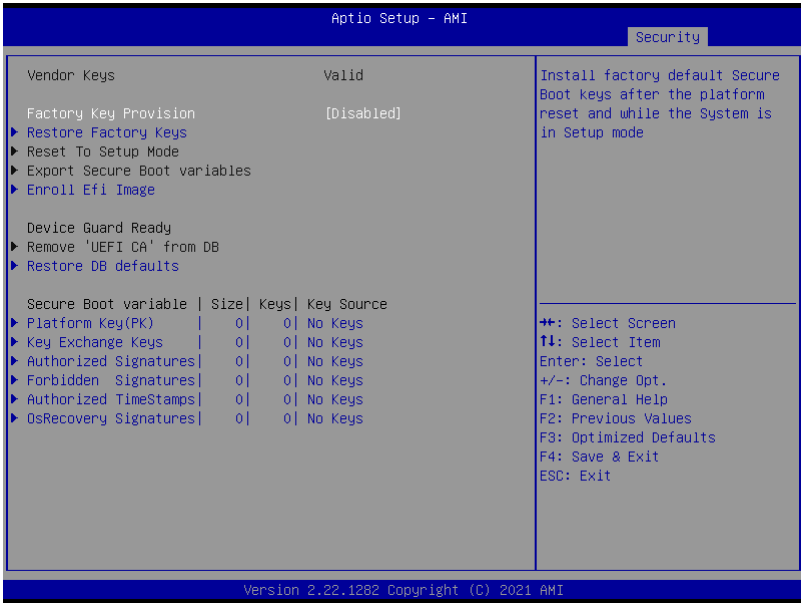 Aptio Setup - AMI
Security
Vendor Keys Valid
Factory Key Provision [Disabled]
Restore Factory Keys
Reset To Setup Mode
Export Secure Boot variables
Enroll Efi Image
Device Guard Ready
Remove 'UEFI CA' from DB
Restore DB defaults
Secure Boot variable | Size| Keys| Key Source
Platform Key(PK) | 0| 0| No Keys
Key Exchange Keys | 0| 0| No Keys
Authorized Signatures| 0| 0| No Keys
Forbidden Signatures| 0| 0| No Keys
Authorized TimeStamps| 0| 0| No Keys
OsRecovery Signatures| 0| 0| No Keys
Install factory default Secure
Boot keys after the platform
reset and while the System is
in Setup mode
→←: Select Screen
↑↓: Select Item
Enter: Select
+/-: Change Opt.
F1: General Help
F2: Previous Values
F3: Optimized Defaults
F4: Save & Exit
ESC: Exit
Version 2.22.1282 Copyright (C) 2021 AMI